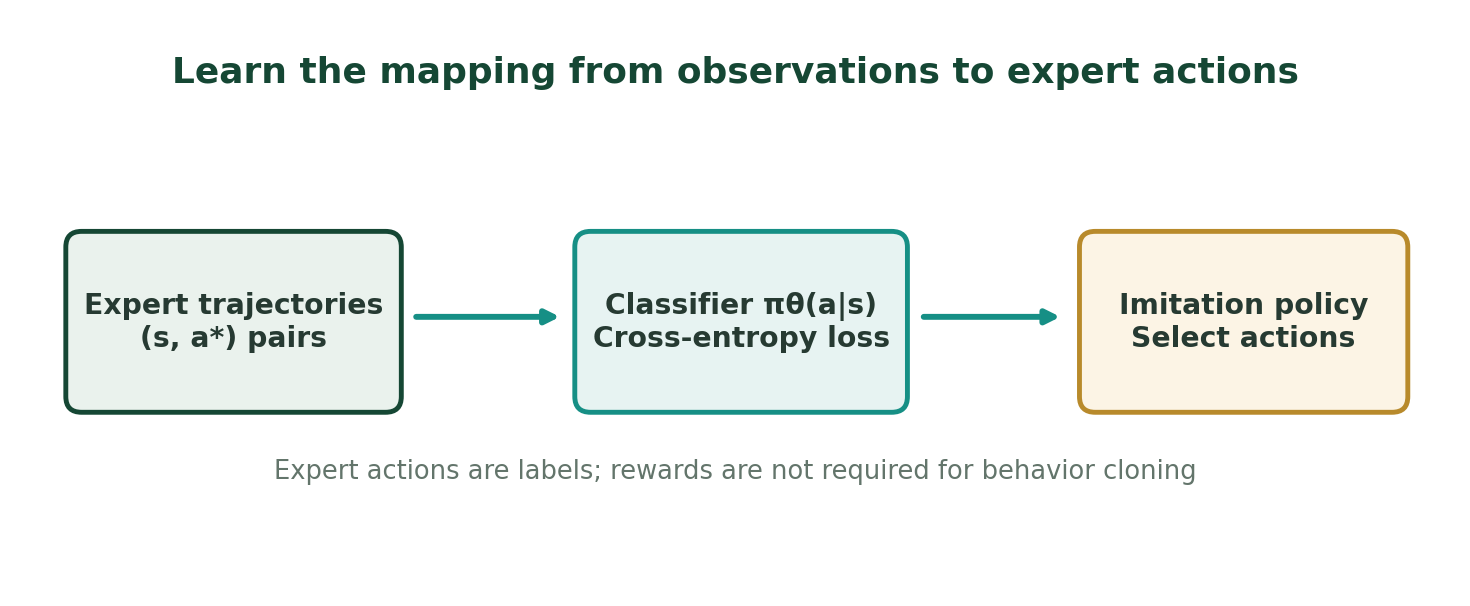 Learn the mapping from observations to expert actions
Expert trajectories
(s, a*) pairs
Classifier πθ(a|s)
Cross-entropy loss
Imitation policy
Select actions
Expert actions are labels; rewards are not required for behavior cloning